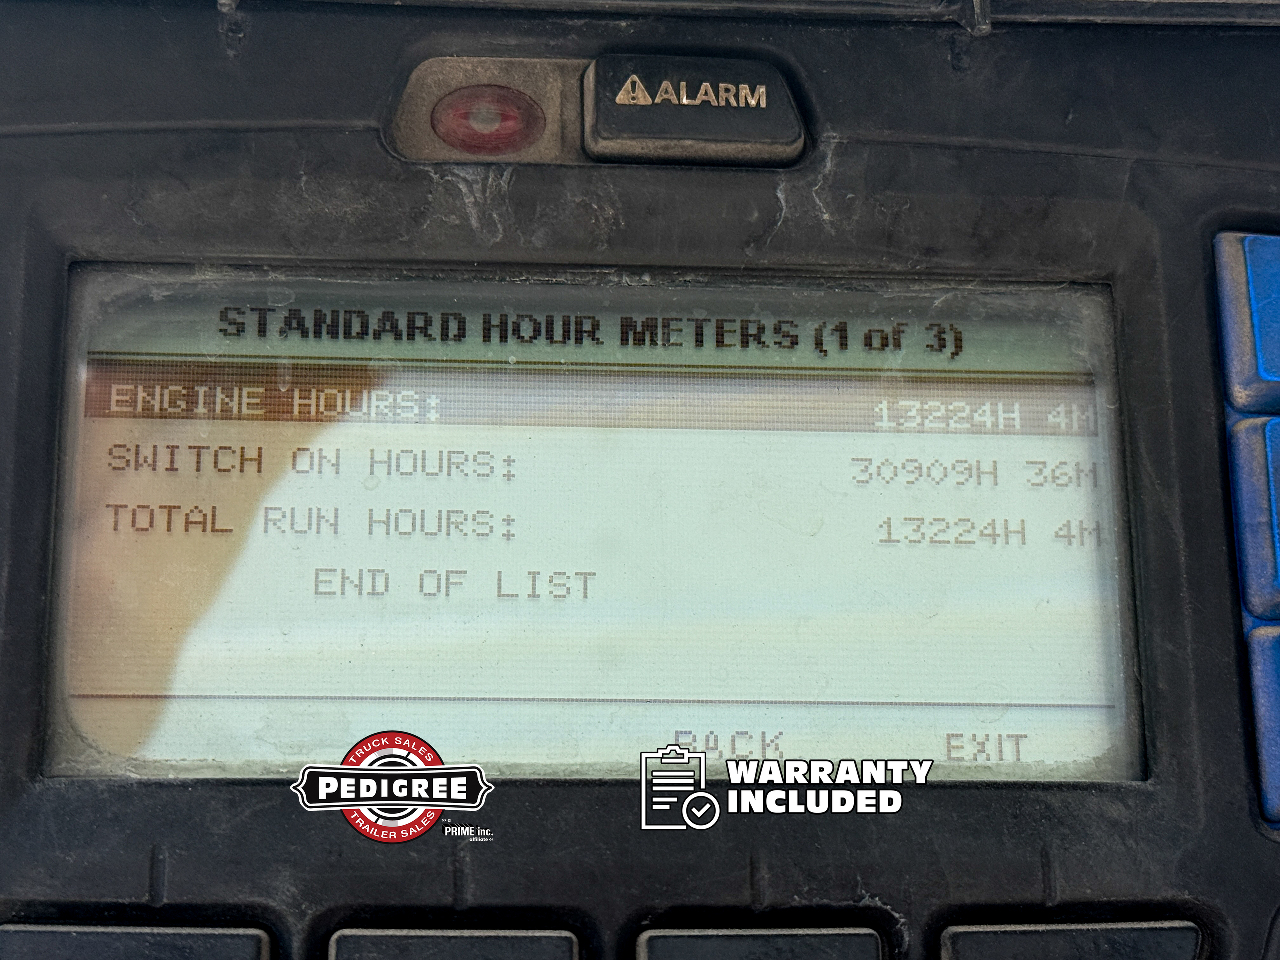 ⚠ALARM
STANDARD HOUR METERS (1 of 3)
ENGINE HOURS: 13224H 4M
SWITCH ON HOURS: 30909H 36M
TOTAL RUN HOURS: 13224H 4M
END OF LIST
BACK EXIT
TRUCK SALES
PEDIGREE
TRAILER SALES
PRIME inc.
affiliate
WARRANTY
INCLUDED